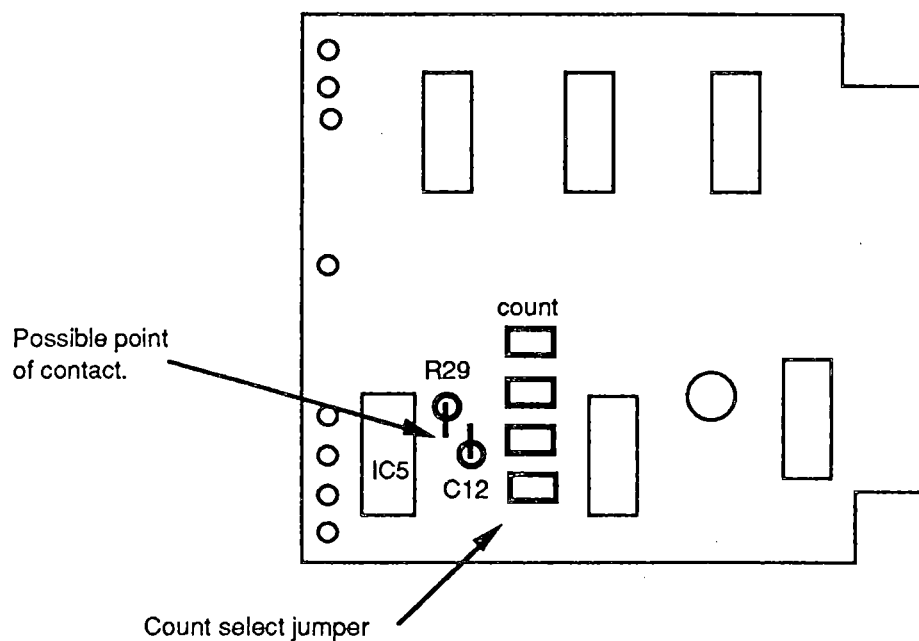 count
Possible point
of contact.
R29
IC5
C12
Count select jumper